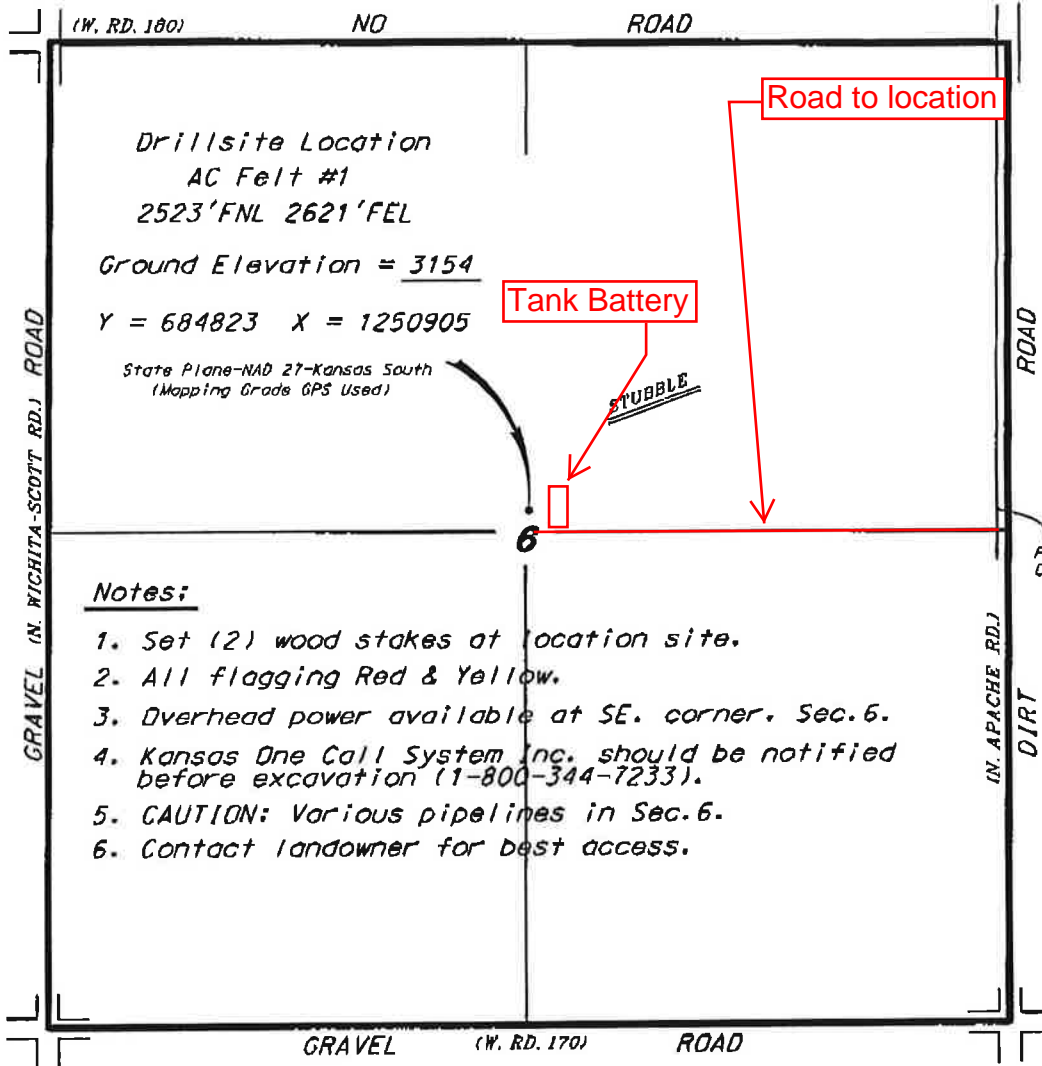 (W. RD. 180) NO ROAD
Road to location
Drillsite Location
AC Felt #1
2523'FNL 2621'FEL
Ground Elevation = 3154
Tank Battery
Y = 684823 X = 1250905
State Plane-NAD 27-Kansas South
(Mapping Grade GPS Used)
STUBBLE
6
GRAVEL (N. WICHITA-SCOTT RD.) ROAD
ROAD
(N. APACHE RD.)
DIRT
Notes:
1. Set (2) wood stakes at location site.
2. All flagging Red & Yellow.
3. Overhead power available at SE. corner. Sec.6.
4. Kansas One Call System Inc. should be notified
before excavation (1-800-344-7233).
5. CAUTION: Various pipelines in Sec.6.
6. Contact landowner for best access.
GRAVEL (W. RD. 170) ROAD